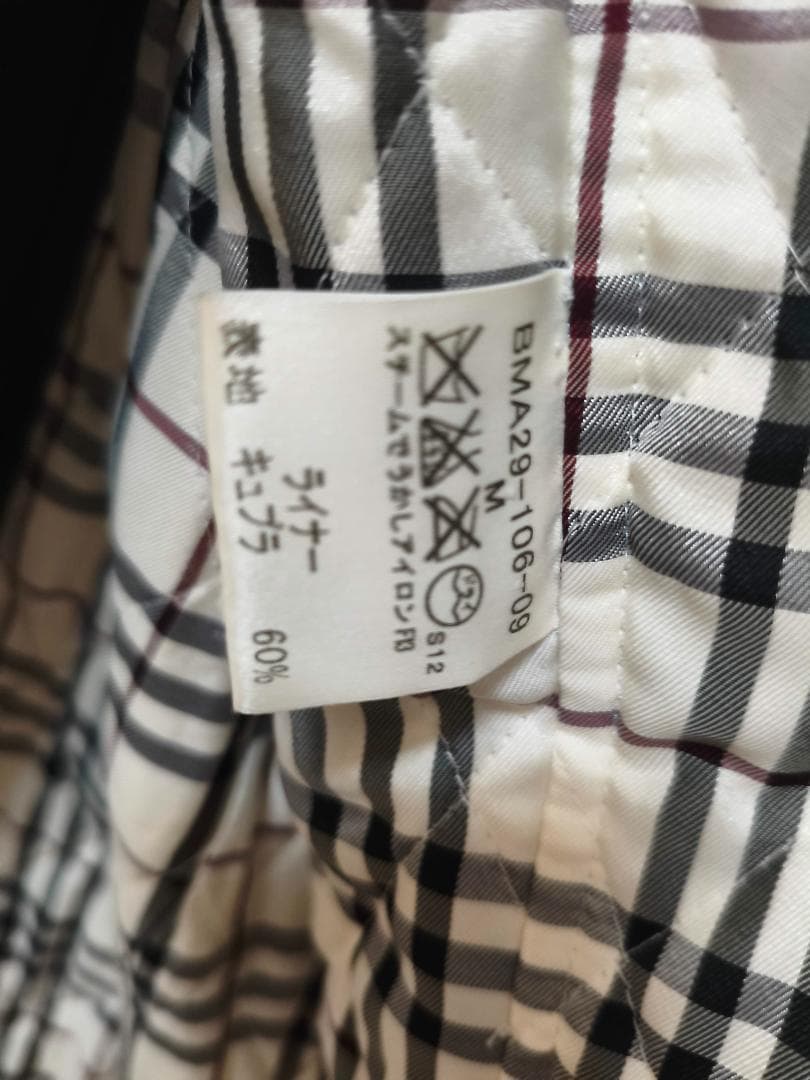 BMA29-106-09
M
S12
スチームでうかしアイロン
ライナー
表地 キュプラ 60%